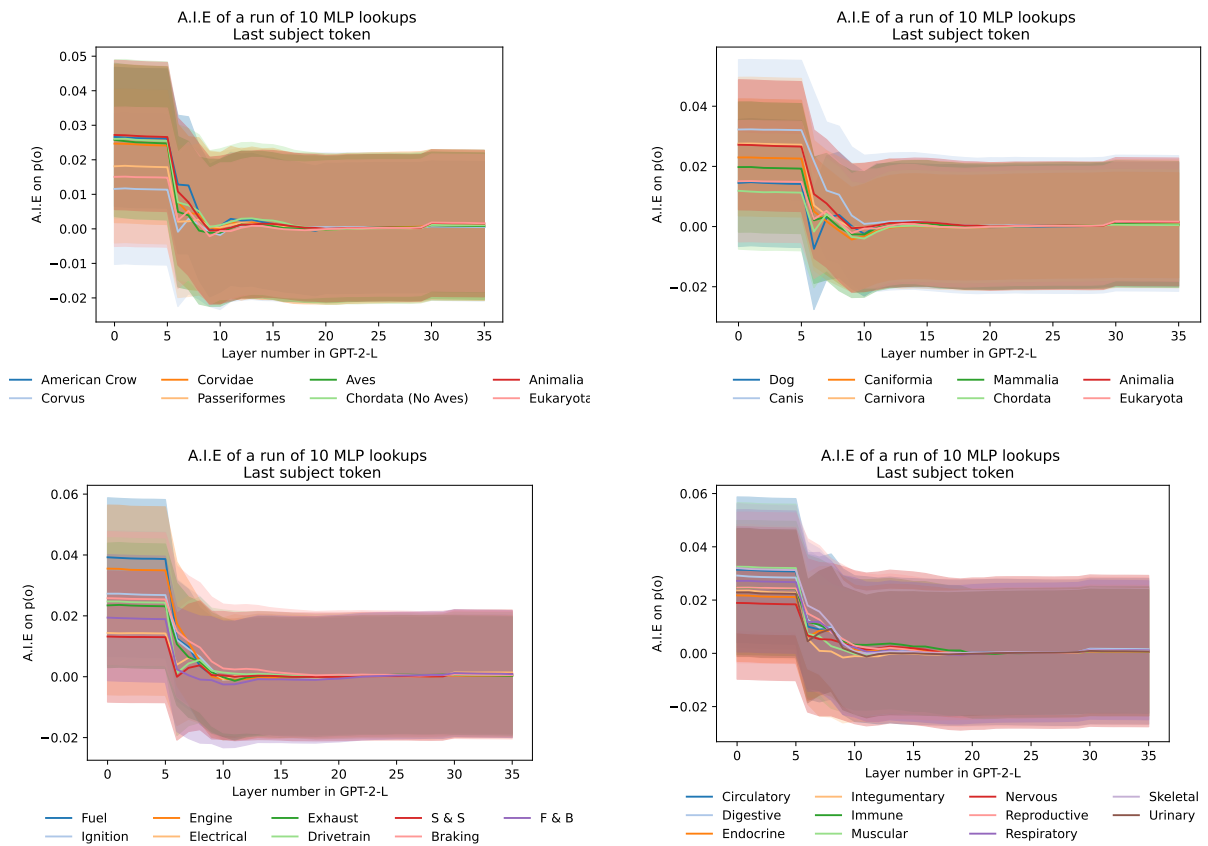 A.I.E of a run of 10 MLP lookups
Last subject token
A.I.E on p(o)
0.05
0.04
0.03
0.02
0.01
0.00
−0.01
−0.02
0 5 10 15 20 25 30 35
Layer number in GPT-2-L
American Crow Corvidae Aves Animalia
Corvus Passeriformes Chordata (No Aves) Eukaryota
A.I.E of a run of 10 MLP lookups
Last subject token
A.I.E on p(o)
0.04
0.02
0.00
−0.02
0 5 10 15 20 25 30 35
Layer number in GPT-2-L
Dog Caniformia Mammalia Animalia
Canis Carnivora Chordata Eukaryota
A.I.E of a run of 10 MLP lookups
Last subject token
A.I.E on p(o)
0.06
0.04
0.02
0.00
−0.02
0 5 10 15 20 25 30 35
Layer number in GPT-2-L
Fuel Engine Exhaust S & S F & B
Ignition Electrical Drivetrain Braking
A.I.E of a run of 10 MLP lookups
Last subject token
A.I.E on p(o)
0.06
0.04
0.02
0.00
−0.02
0 5 10 15 20 25 30 35
Layer number in GPT-2-L
Circulatory Integumentary Nervous Skeletal
Digestive Immune Reproductive Urinary
Endocrine Muscular Respiratory